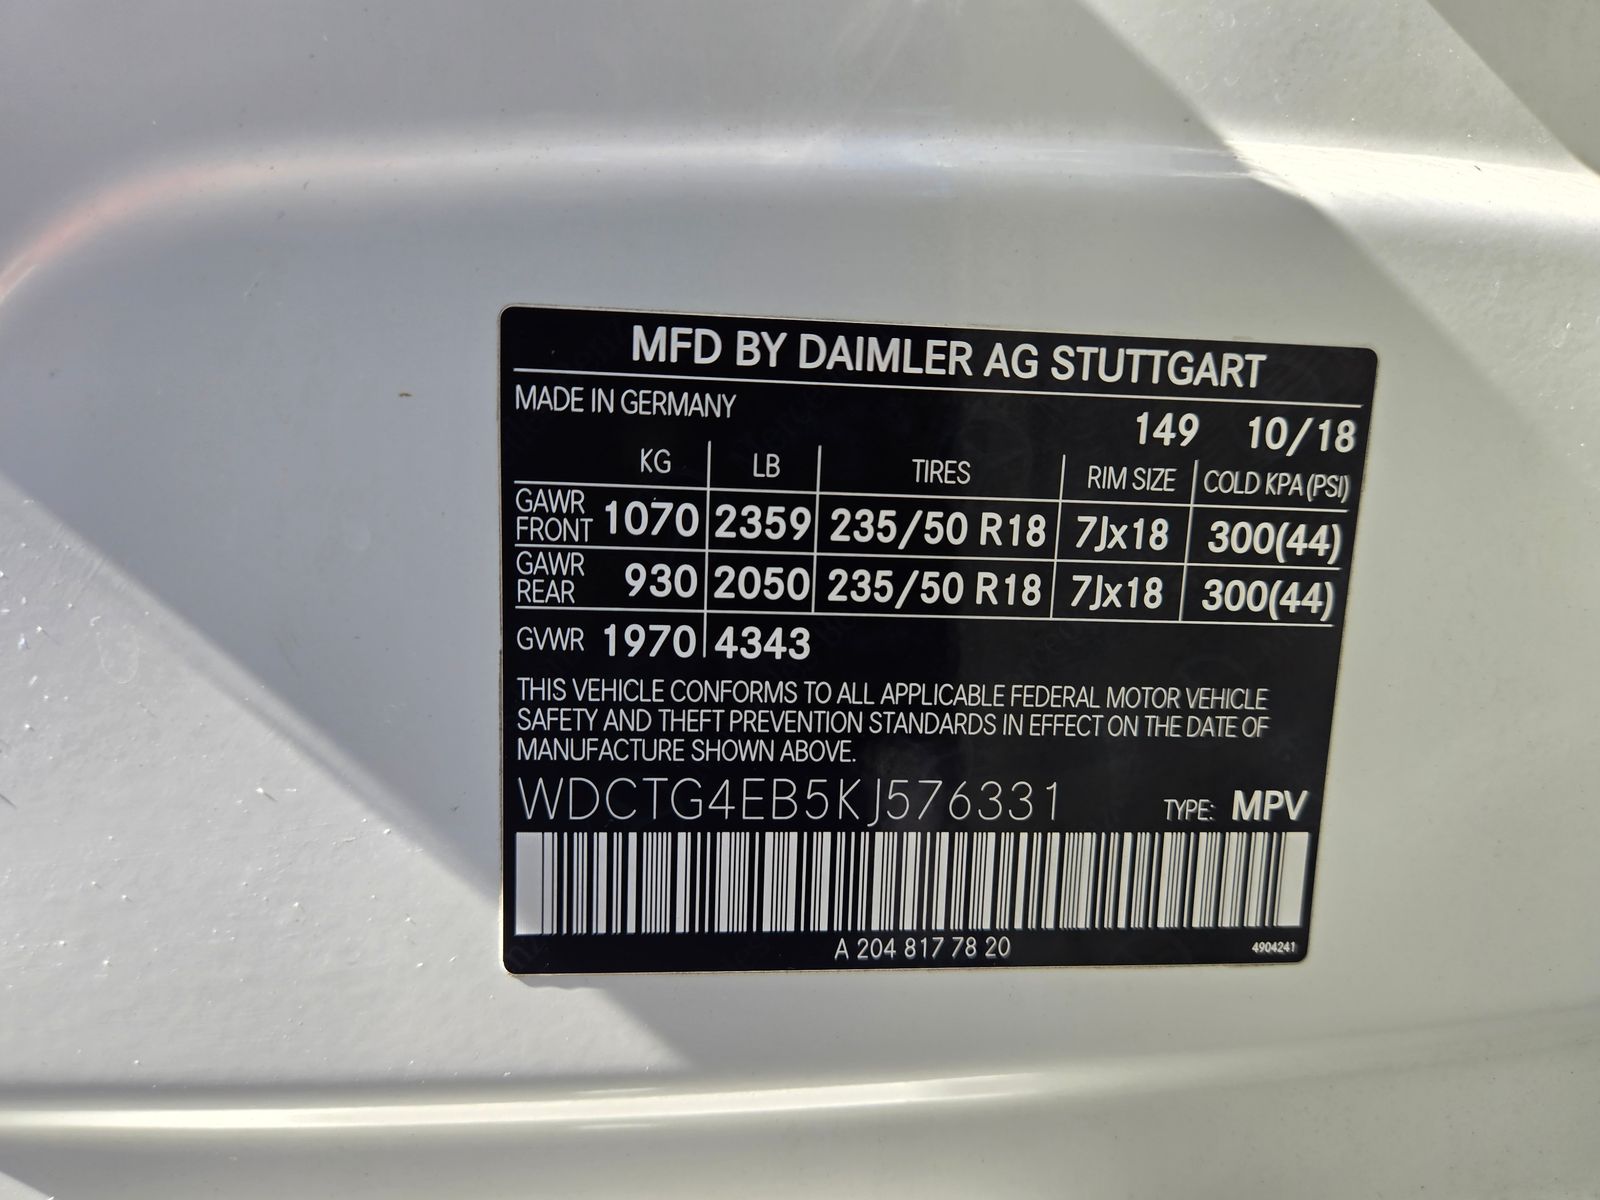 MFD BY DAIMLER AG STUTTGART
MADE IN GERMANY
149 10/18
KG LB TIRES RIM SIZE COLD KPA (PSI)
GAWR FRONT 1070 2359 235/50 R18 7Jx18 300(44)
GAWR REAR 930 2050 235/50 R18 7Jx18 300(44)
GVWR 1970 4343
THIS VEHICLE CONFORMS TO ALL APPLICABLE FEDERAL MOTOR VEHICLE
SAFETY AND THEFT PREVENTION STANDARDS IN EFFECT ON THE DATE OF
MANUFACTURE SHOWN ABOVE.
WDCTG4EB5KJ576331 TYPE: MPV
A 204 817 78 20 4904241